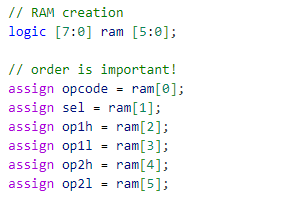 // RAM creation
logic [7:0] ram [5:0];
// order is important!
assign opcode = ram[0];
assign sel = ram[1];
assign op1h = ram[2];
assign op1l = ram[3];
assign op2h = ram[4];
assign op2l = ram[5];